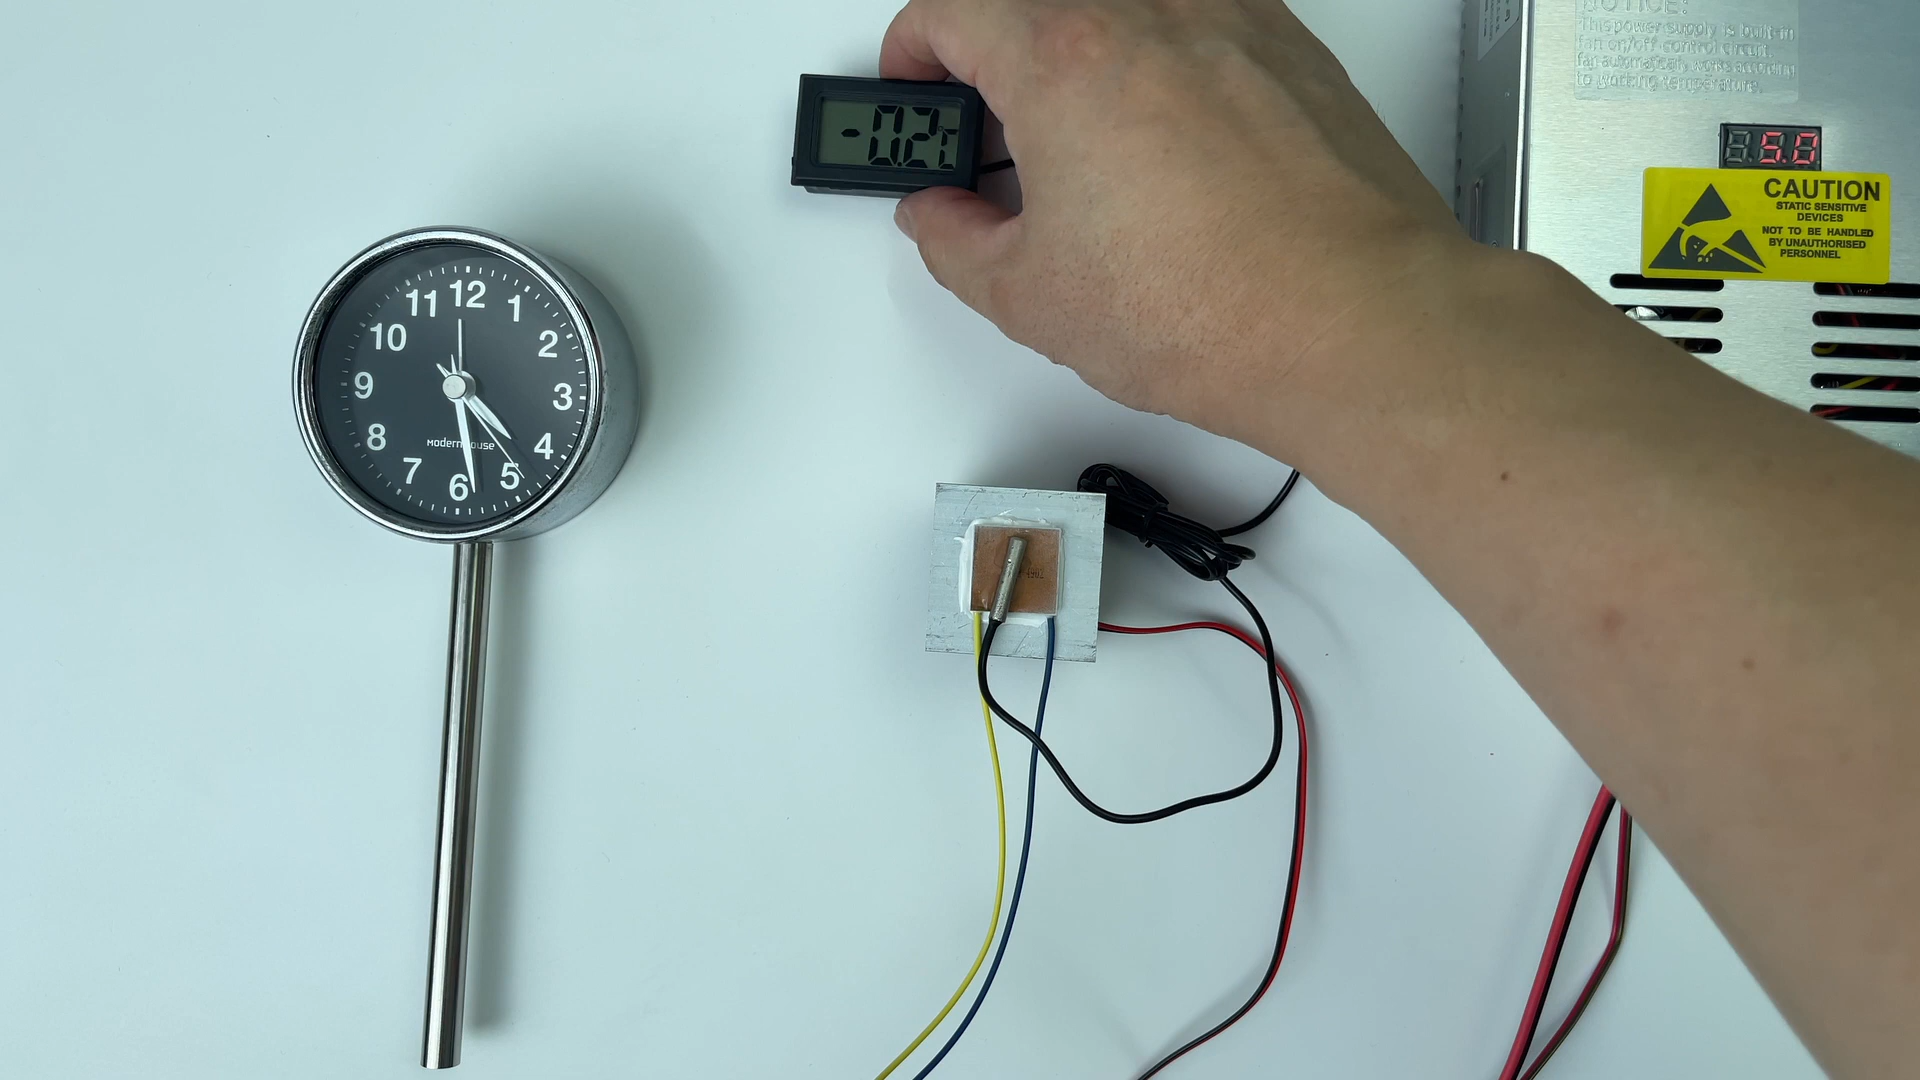 -0.2℃
NOTICE:
This power supply is built-in
fan on/off control circuit,
fan automatically works according
to working temperature.
5.0
CAUTION
STATIC SENSITIVE
DEVICES
NOT TO BE HANDLED
BY UNAUTHORISED
PERSONNEL
12
1
2
3
4
5
6
7
8
9
10
11
4902